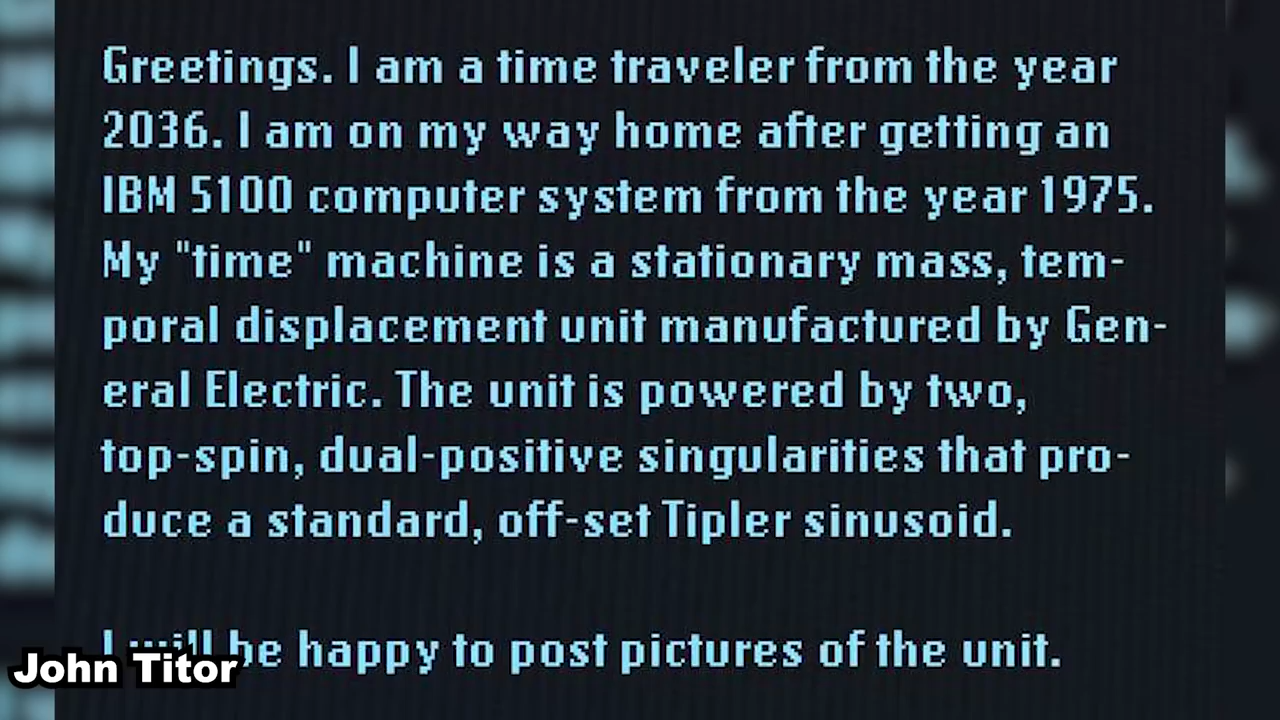 Greetings. I am a time traveler from the year
2036. I am on my way home after getting an
IBM 5100 computer system from the year 1975.
My "time" machine is a stationary mass, tem-
poral displacement unit manufactured by Gen-
eral Electric. The unit is powered by two,
top-spin, dual-positive singularities that pro-
duce a standard, off-set Tipler sinusoid.
I will be happy to post pictures of the unit.
John Titor